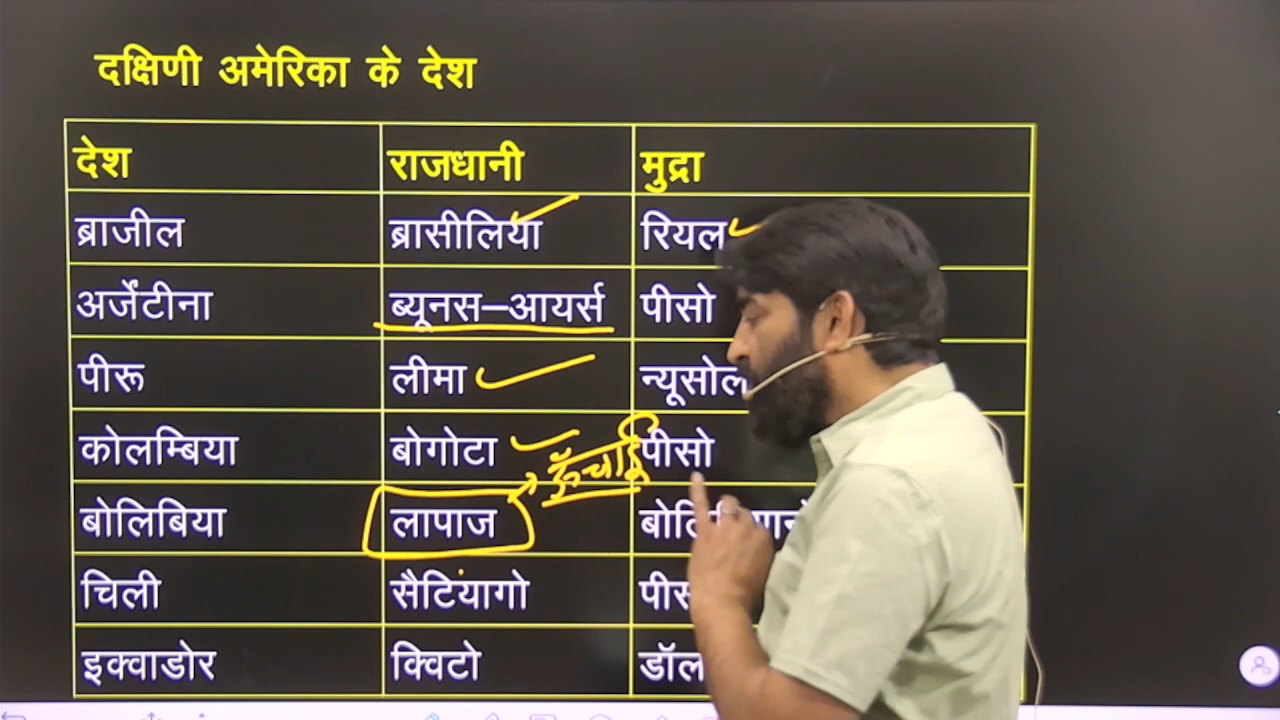 दक्षिणी अमेरिका के देश
देश राजधानी मुद्रा
ब्राजील ब्रासीलिया रियल
अर्जेंटीना ब्यूनस–आयर्स पीसो
पीरू लीमा न्यूसोल
कोलम्बिया बोगोटा पीसो
ऊँचाई
बोलिबिया लापाज
चिली सैटियागो
इक्वाडोर क्विटो